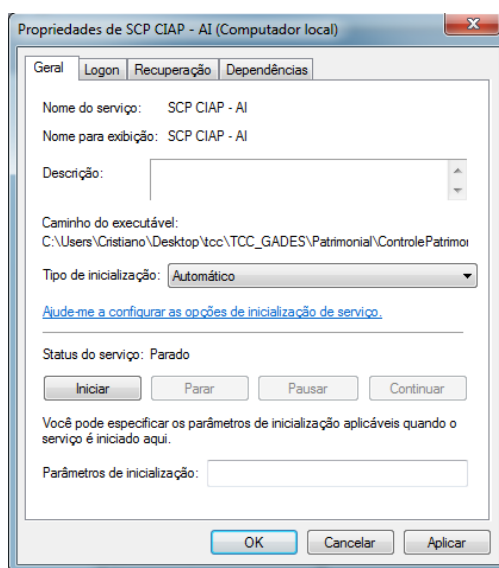 Propriedades de SCP CIAP - AI (Computador local)
Geral Logon Recuperação Dependências
Nome do serviço: SCP CIAP - AI
Nome para exibição: SCP CIAP - AI
Descrição:
Caminho do executável:
C:\Users\Cristiano\Desktop\tcc\TCC_GADES\Patrimonial\ControlePatrimor
Tipo de inicialização: Automático
Ajude-me a configurar as opções de inicialização de serviço.
Status do serviço: Parado
Iniciar Parar Pausar Continuar
Você pode especificar os parâmetros de inicialização aplicáveis quando o
serviço é iniciado aqui.
Parâmetros de inicialização:
OK Cancelar Aplicar